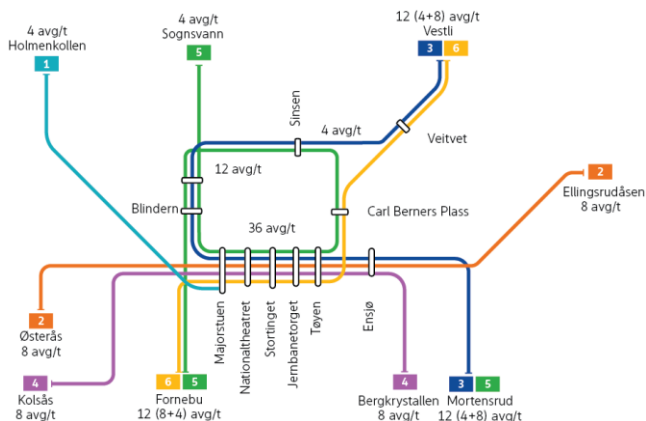 4 avg/t
Holmenkollen
1
4 avg/t
Sognsvann
5
12 (4+8) avg/t
Vestli
3 6
Sinsen
4 avg/t
Veitvet
12 avg/t
2
Ellingsrudåsen
8 avg/t
Blindern
Carl Berners Plass
36 avg/t
Majorstuen
Nationaltheatret
Stortinget
Jernbanetorget
Tøyen
Ensjø
2
Østerås
8 avg/t
4
Kolsås
8 avg/t
6 5
Fornebu
12 (8+4) avg/t
4
Bergkrystallen
8 avg/t
3 5
Mortensrud
12 (4+8) avg/t